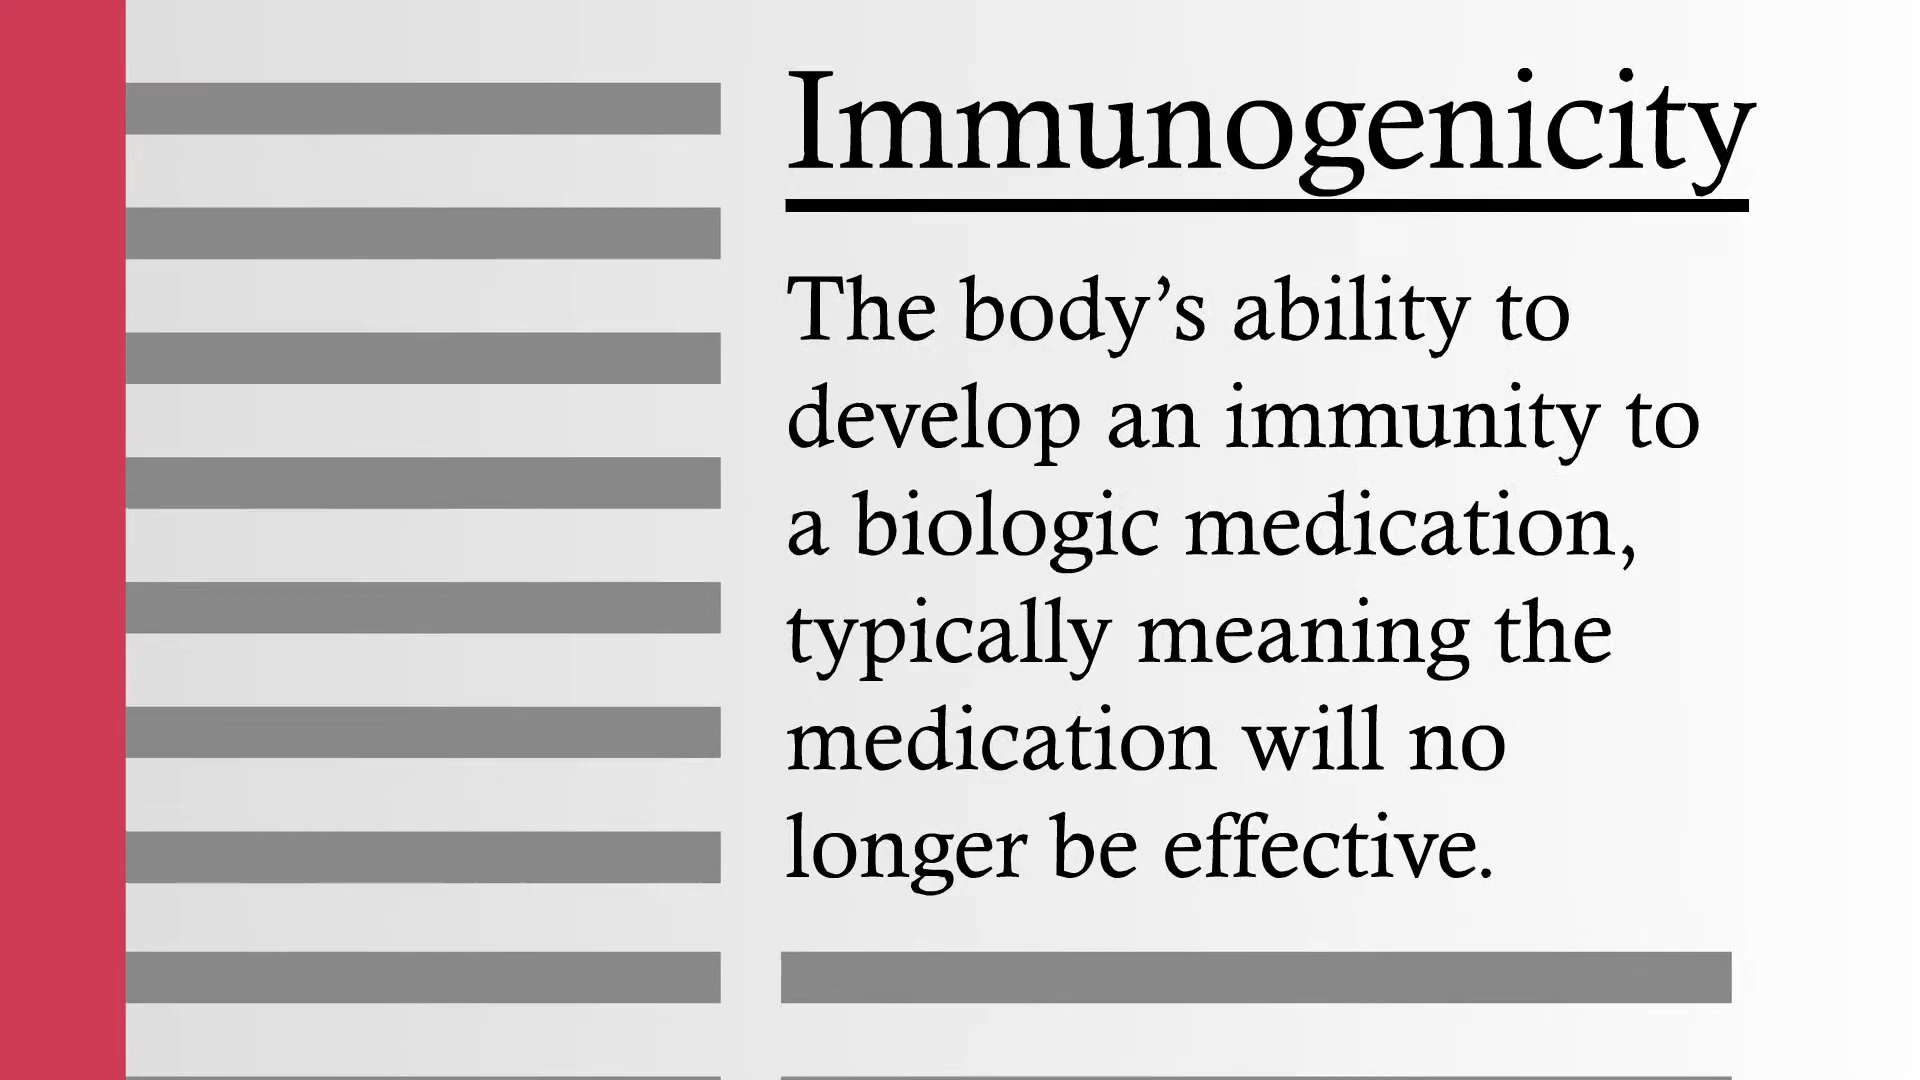 Immunogenicity
The body’s ability to
develop an immunity to
a biologic medication,
typically meaning the
medication will no
longer be effective.